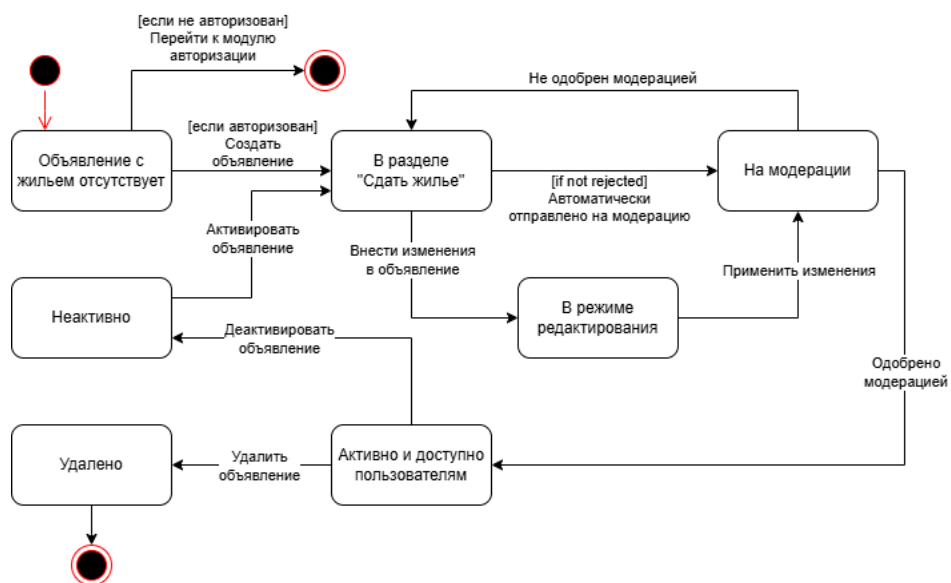 [если не авторизован]
Перейти к модулю
авторизации
Не одобрен модерацией
[если авторизован]
Создать
объявление
Объявление с
жильем отсутствует
В разделе
"Сдать жилье"
На модерации
[if not rejected]
Автоматически
отправлено на модерацию
Активировать
объявление
Внести изменения
в объявление
Применить изменения
Неактивно
В режиме
редактирования
Деактивировать
объявление
Одобрено
модерацией
Удалено
Удалить
объявление
Активно и доступно
пользователям